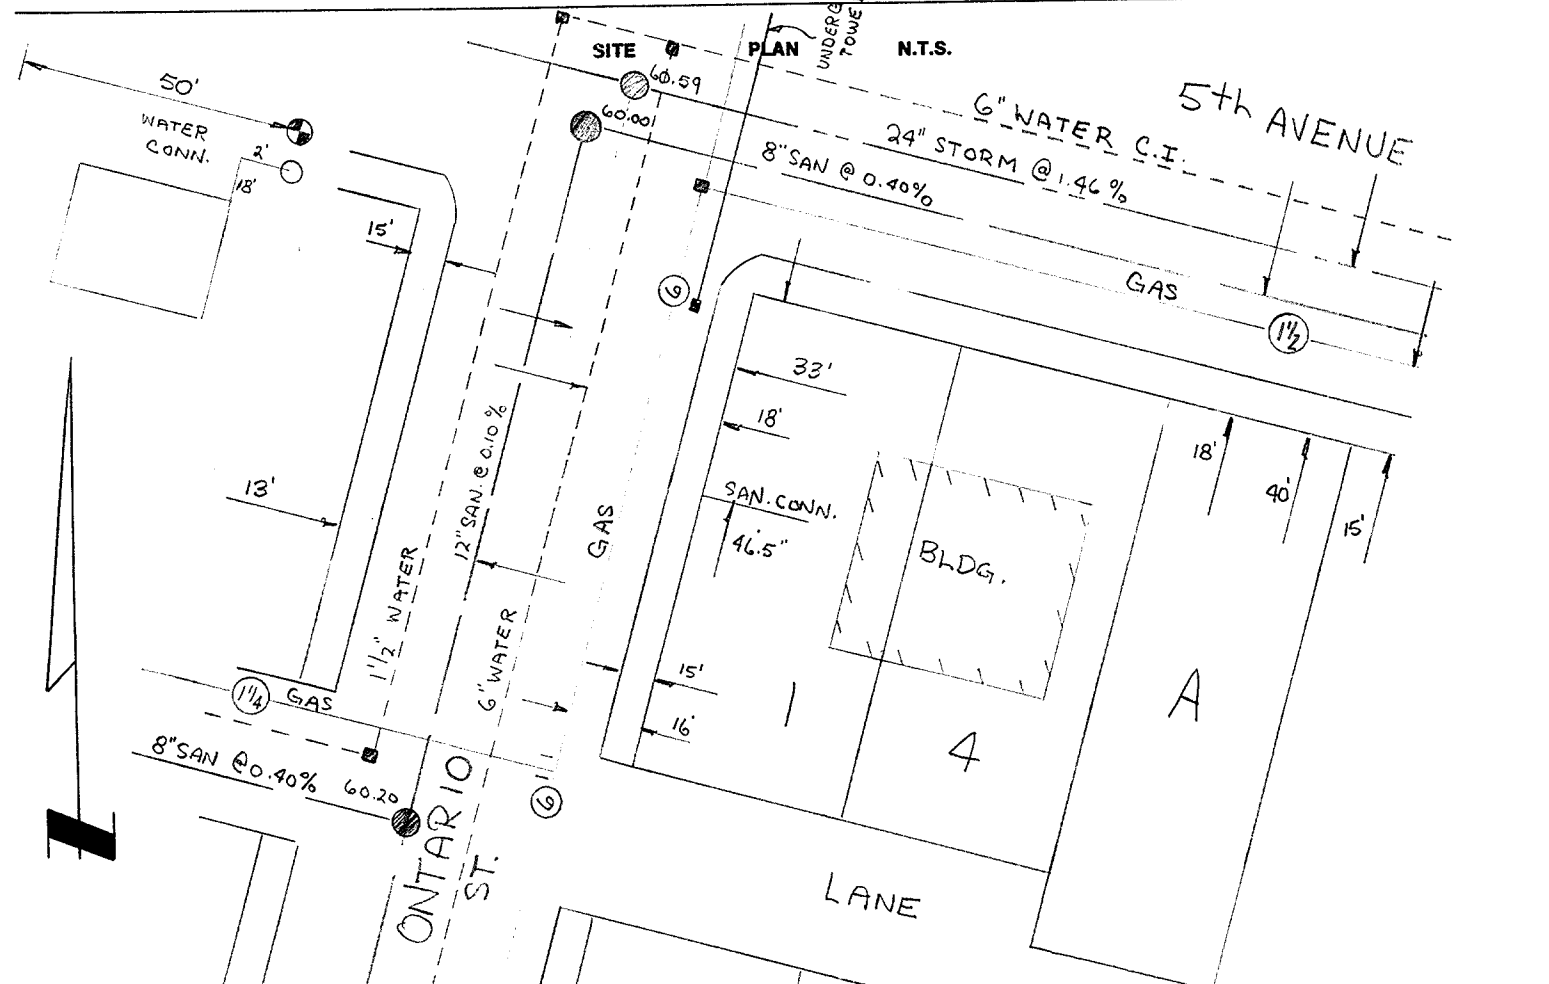 SITE PLAN N.T.S.
UNDERG
TOWE
50'
WATER
CONN.
2'
18'
60.59
60.00
5th AVENUE
6" WATER C.I.
24" STORM @ 1.46%
8" SAN @ 0.40%
15'
6
GAS
1½
33'
18'
SAN. CONN.
46.5"
18'
40'
15'
13'
12" SAN. @ 0.10%
GAS
BLDG.
1½" WATER
6" WATER
15'
16'
1
4
A
1¼
GAS
8" SAN @ 0.40%
60.20
6
ONTARIO
ST.
LANE